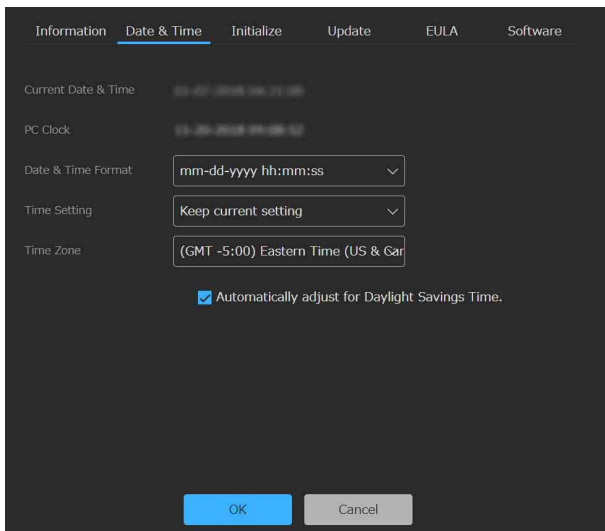 Information Date & Time Initialize Update EULA Software
Current Date & Time
PC Clock
Date & Time Format mm-dd-yyyy hh:mm:ss
Time Setting Keep current setting
Time Zone (GMT -5:00) Eastern Time (US & Can
Automatically adjust for Daylight Savings Time.
OK Cancel